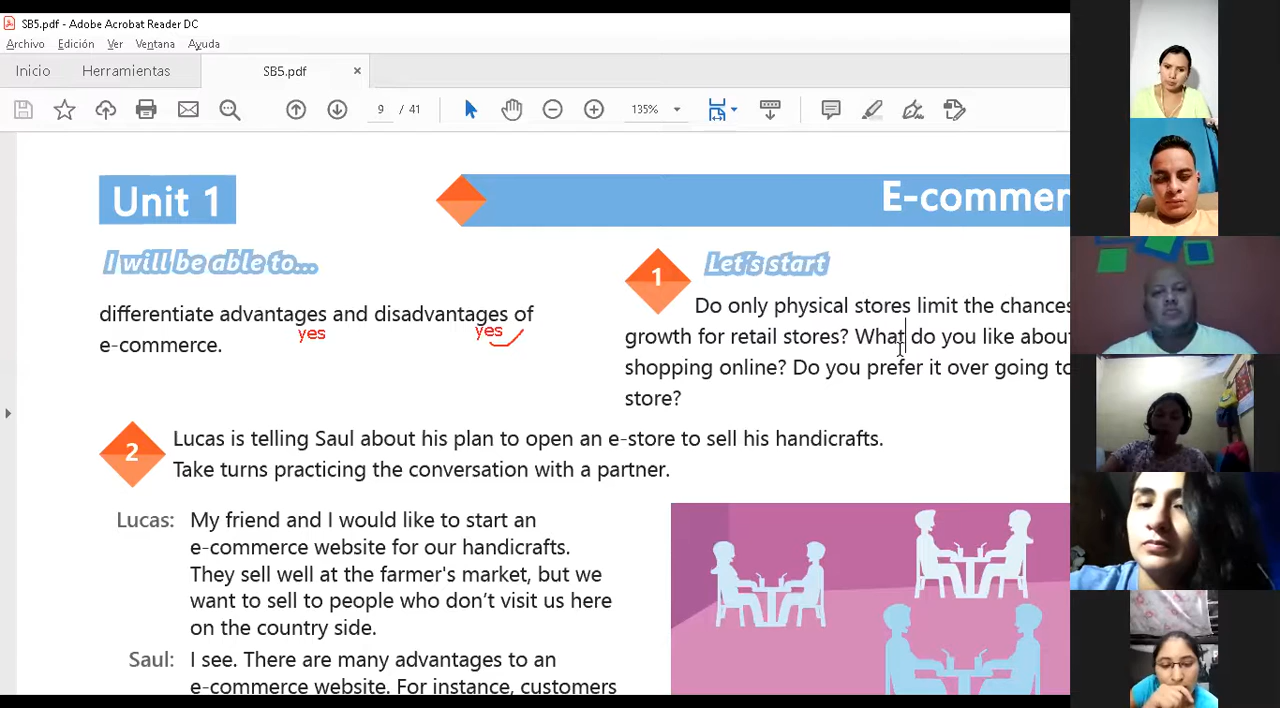 SB5.pdf - Adobe Acrobat Reader DC
Archivo Edición Ver Ventana Ayuda
Inicio Herramientas SB5.pdf ×
9 / 41 135%
Unit 1
E-commer
I will be able to...
differentiate advantages and disadvantages of
yes yes
e-commerce.
1 Let's start
Do only physical stores limit the chances
growth for retail stores? What do you like about
shopping online? Do you prefer it over going to
store?
2 Lucas is telling Saul about his plan to open an e-store to sell his handicrafts.
Take turns practicing the conversation with a partner.
Lucas: My friend and I would like to start an
e-commerce website for our handicrafts.
They sell well at the farmer's market, but we
want to sell to people who don't visit us here
on the country side.
Saul: I see. There are many advantages to an
e-commerce website. For instance, customers